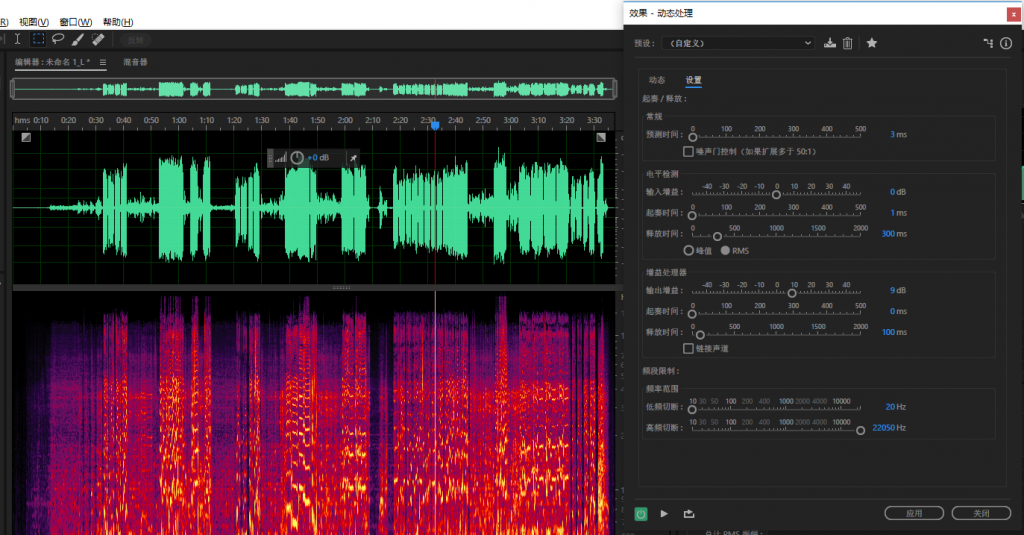 R) 视图(V) 窗口(W) 帮助(H)
效果 - 动态处理
预设： （自定义）
编辑器：未命名 1_L * 混音器
hms 0:10 0:20 0:30 0:40 0:50 1:00 1:10 1:20 1:30 1:40 1:50 2:00 2:10 2:20 2:30 2:40 2:50 3:00 3:10 3:20 3:30
+0 dB
动态 设置
起奏 / 释放：
常规
0 100 200 300 400 500
预测时间： 3 ms
噪声门控制（如果扩展多于 50:1）
电平检测
-40 -30 -20 -10 0 10 20 30 40
输入增益： 0 dB
0 100 200 300 400 500
起奏时间： 1 ms
0 500 1000 1500 2000
释放时间： 300 ms
峰值 RMS
增益处理器
-40 -30 -20 -10 0 10 20 30 40
输出增益： 9 dB
0 100 200 300 400 500
起奏时间： 0 ms
0 500 1000 1500 2000
释放时间： 100 ms
链接声道
频段限制：
频率范围
10 30 50 100 200 400 1000 2000 4000 10000
低频切断： 20 Hz
10 30 50 100 200 400 1000 2000 4000 10000
高频切断： 22050 Hz
应用 关闭